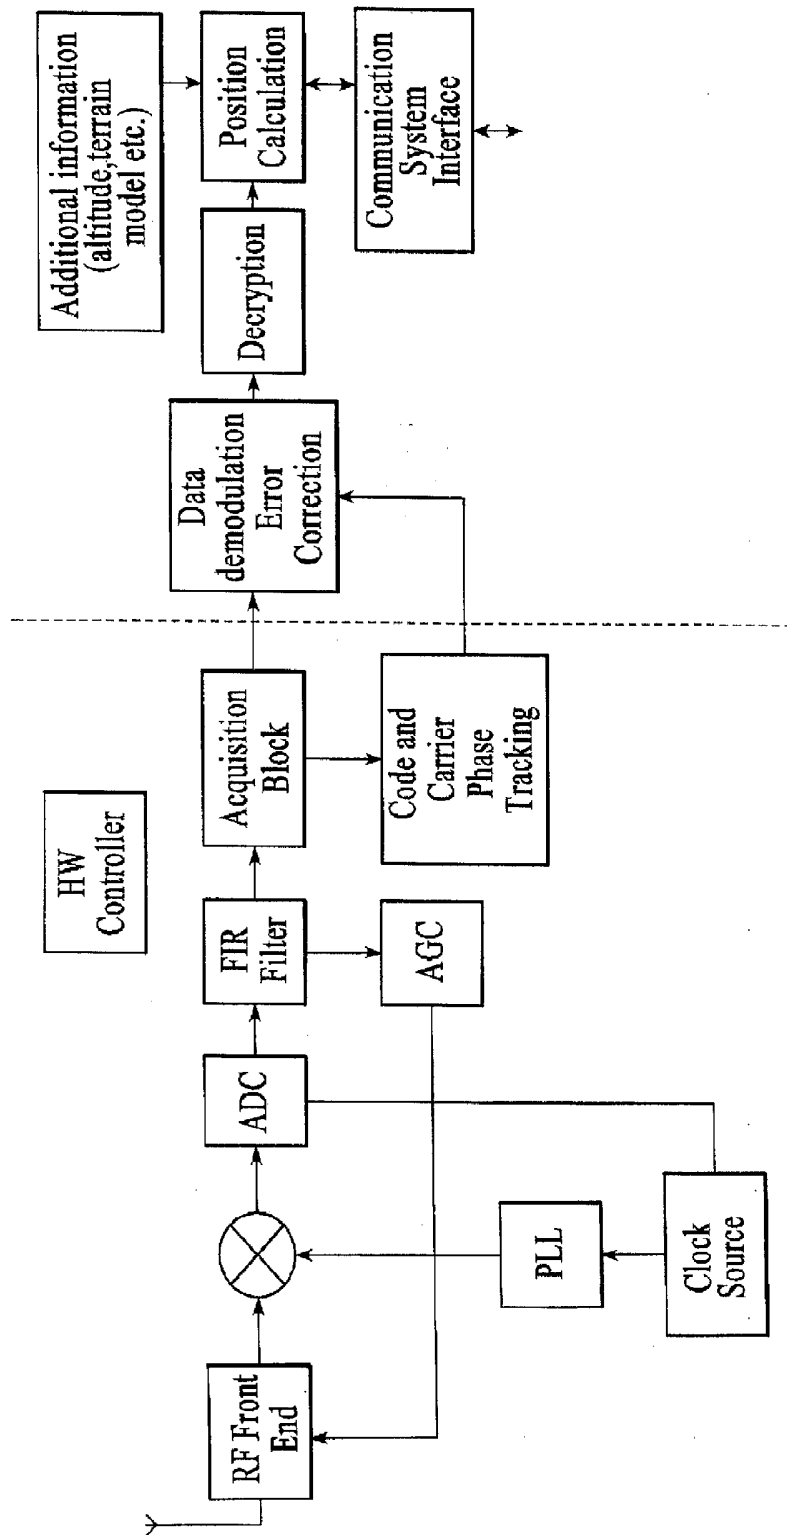 RF Front
End
ADC
FIR
Filter
AGC
PLL
Clock
Source
HW
Controller
Acquisition
Block
Code and
Carrier
Phase
Tracking
Data
demodulation
Error
Correction
Decryption
Additional information
(altitude,terrain
model etc.)
Position
Calculation
Communication
System
Interface